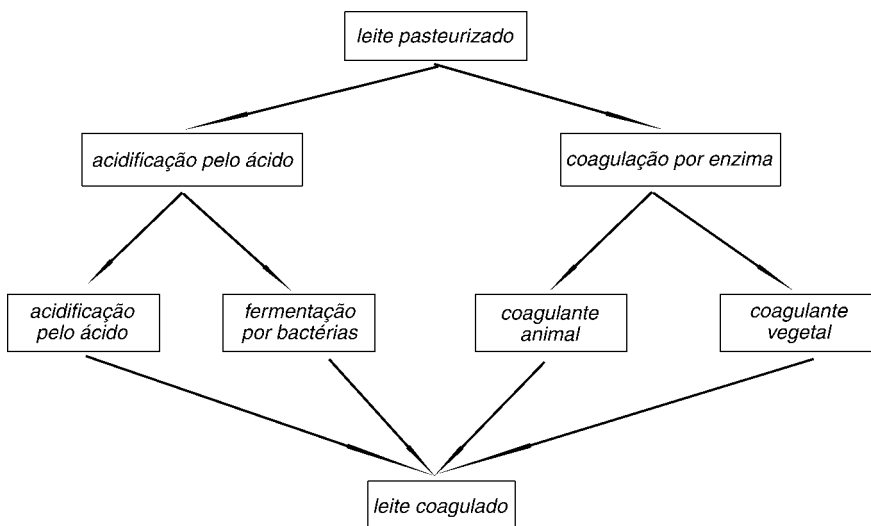 leite pasteurizado
acidificação pelo ácido
coagulação por enzima
acidificação
pelo ácido
fermentação
por bactérias
coagulante
animal
coagulante
vegetal
leite coagulado